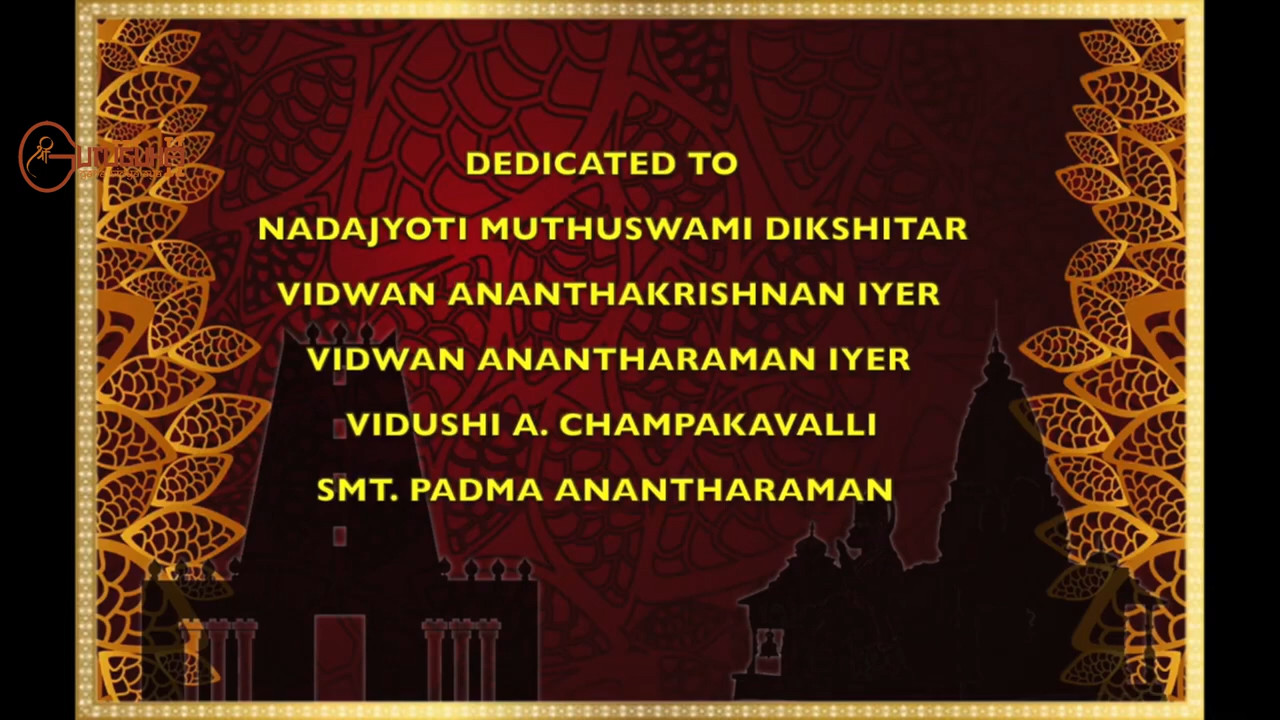 DEDICATED TO
NADAJYOTI MUTHUSWAMI DIKSHITAR
VIDWAN ANANTHAKRISHNAN IYER
VIDWAN ANANTHARAMAN IYER
VIDUSHI A. CHAMPAKAVALLI
SMT. PADMA ANANTHARAMAN